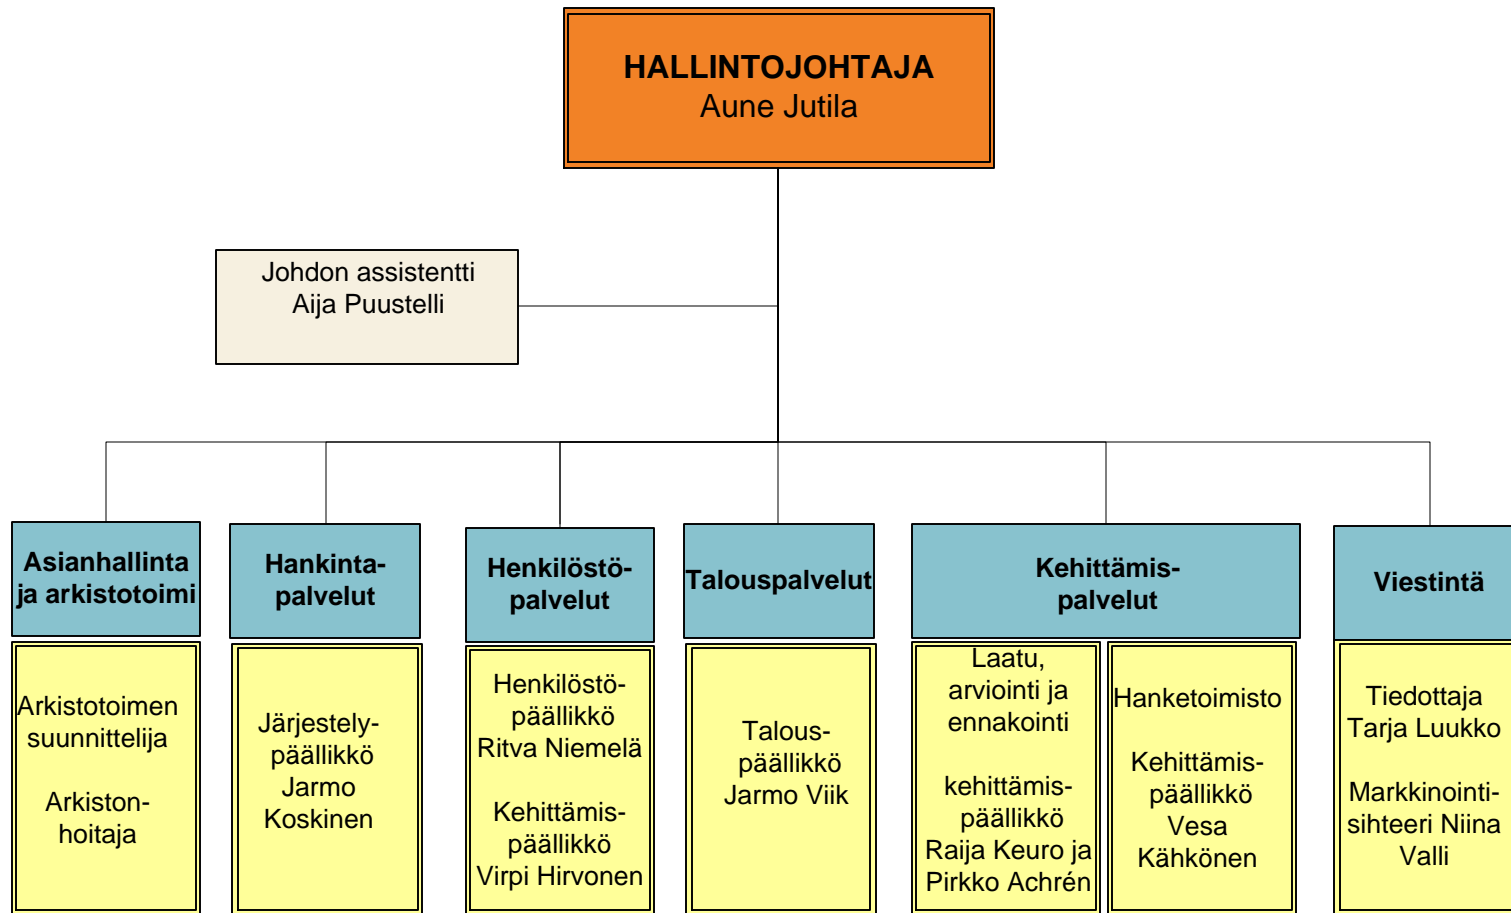 HALLINTOJOHTAJA
Aune Jutila
Johdon assistentti
Aija Puustelli
Asianhallinta
ja arkistotoimi
Hankinta-
palvelut
Henkilöstö-
palvelut
Talouspalvelut
Kehittämis-
palvelut
Viestintä
Arkistotoimen
suunnittelija
Arkiston-
hoitaja
Järjestely-
päällikkö
Jarmo
Koskinen
Henkilöstö-
päällikkö
Ritva Niemelä
Kehittämis-
päällikkö
Virpi Hirvonen
Talous-
päällikkö
Jarmo Viik
Laatu,
arviointi ja
ennakointi
kehittämis-
päällikkö
Raija Keuro ja
Pirkko Achrén
Hanketoimisto
Kehittämis-
päällikkö
Vesa
Kähkönen
Tiedottaja
Tarja Luukko
Markkinointi-
sihteeri Niina
Valli